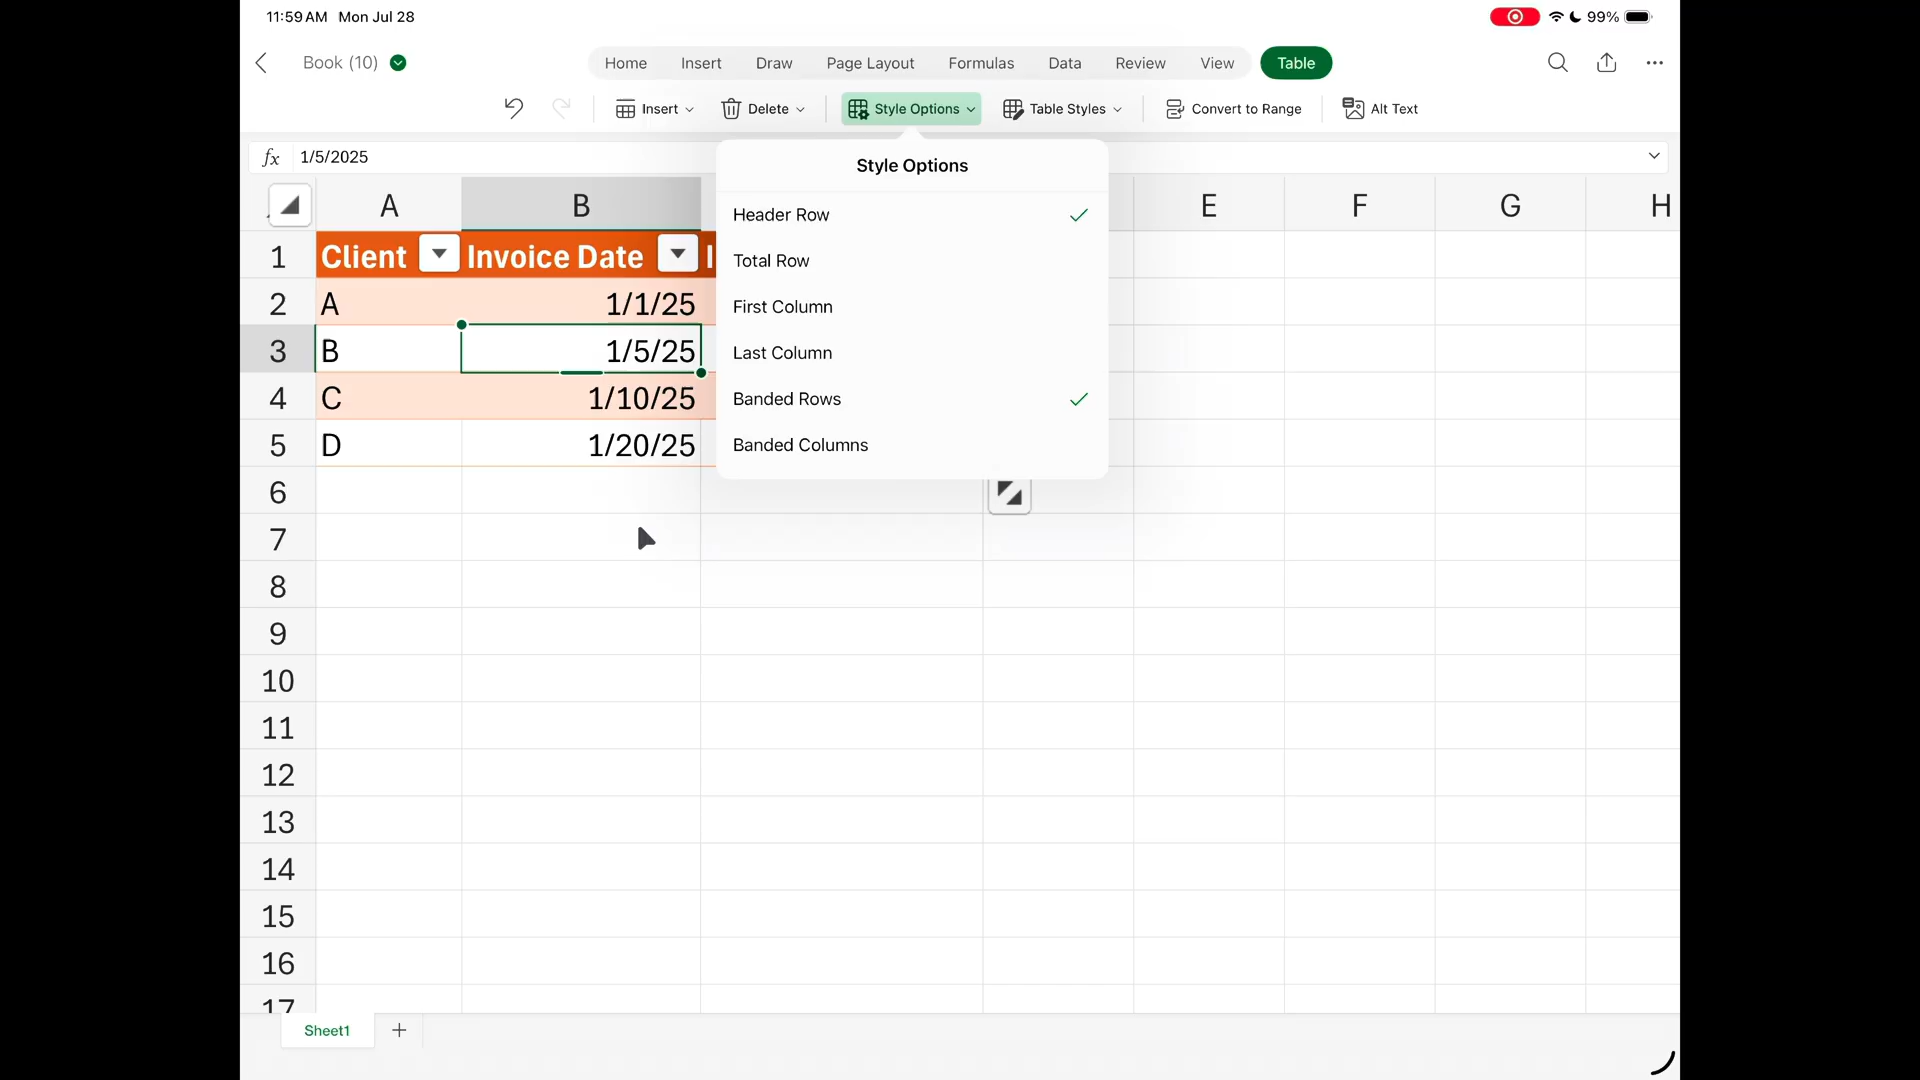 11:59 AM Mon Jul 28
99%
Book (10)
Home Insert Draw Page Layout Formulas Data Review View Table
Insert Delete Style Options Table Styles Convert to Range Alt Text
fx 1/5/2025
Style Options
Header Row
Total Row
First Column
Last Column
Banded Rows
Banded Columns
A B E F G H
1 Client Invoice Date
2 A 1/1/25
3 B 1/5/25
4 C 1/10/25
5 D 1/20/25
6
7
8
9
10
11
12
13
14
15
16
17
Sheet1